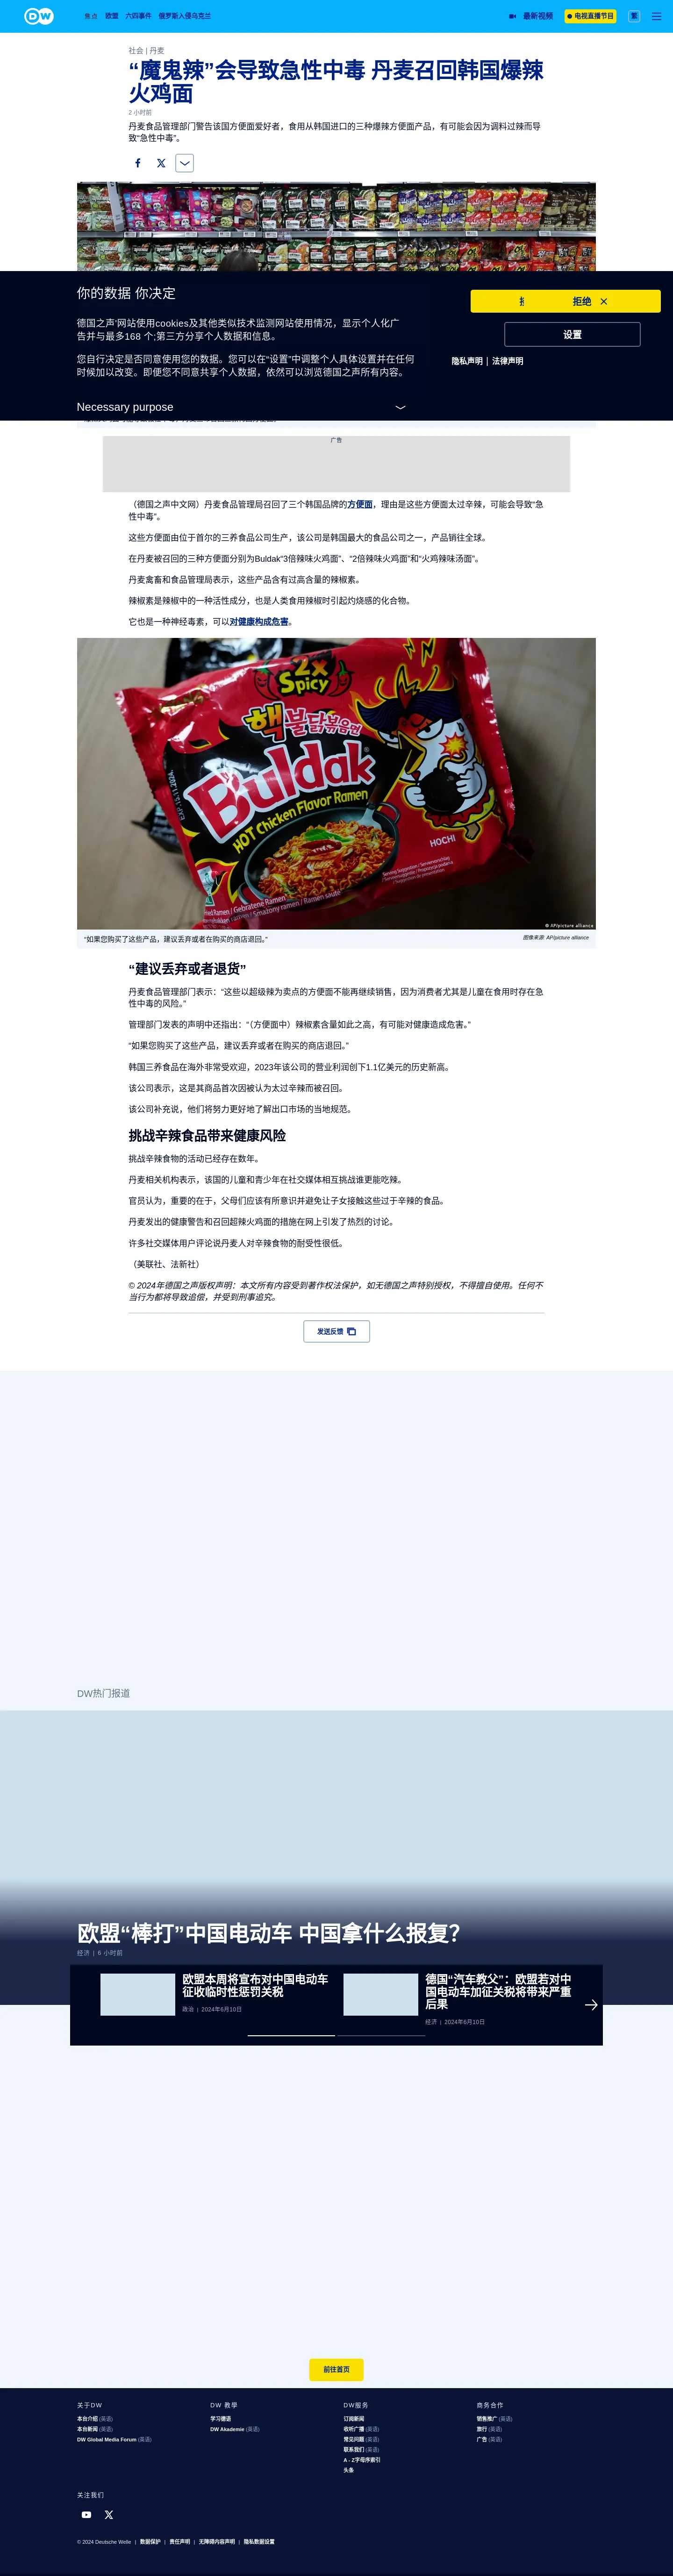 DW
焦点 欧盟 六四事件 俄罗斯入侵乌克兰
最新视频 电视直播节目 繁
社会 | 丹麦
“魔鬼辣”会导致急性中毒 丹麦召回韩国爆辣
火鸡面
2 小时前
丹麦食品管理部门警告该国方便面爱好者，食用从韩国进口的三种爆辣方便面产品，有可能会因为调料过辣而导
致“急性中毒”。
你的数据 你决定
德国之声‘网站使用cookies及其他类似技术监测网站使用情况，显示个人化广
告并与最多168 个;第三方分享个人数据和信息。
您自行决定是否同意使用您的数据。您可以在“设置”中调整个人具体设置并在任何
时候加以改变。即便您不同意共享个人数据，依然可以浏览德国之声所有内容。
拒绝
设置
隐私声明 | 法律声明
Necessary purpose
广告
（德国之声中文网）丹麦食品管理局召回了三个韩国品牌的方便面，理由是这些方便面太过辛辣，可能会导致“急
性中毒”。
这些方便面由位于首尔的三养食品公司生产，该公司是韩国最大的食品公司之一，产品销往全球。
在丹麦被召回的三种方便面分别为Buldak“3倍辣味火鸡面”、“2倍辣味火鸡面”和“火鸡辣味汤面”。
丹麦禽畜和食品管理局表示，这些产品含有过高含量的辣椒素。
辣椒素是辣椒中的一种活性成分，也是人类食用辣椒时引起灼烧感的化合物。
它也是一种神经毒素，可以对健康构成危害。
2x
Spicy
핵불닭볶음면
Buldak
HOT Chicken Flavor Ramen
HOCHI
© AP/picture alliance
“如果您购买了这些产品，建议丢弃或者在购买的商店退回。”
图像来源: AP/picture alliance
“建议丢弃或者退货”
丹麦食品管理部门表示：“这些以超级辣为卖点的方便面不能再继续销售，因为消费者尤其是儿童在食用时存在急
性中毒的风险。”
管理部门发表的声明中还指出：“（方便面中）辣椒素含量如此之高，有可能对健康造成危害。”
“如果您购买了这些产品，建议丢弃或者在购买的商店退回。”
韩国三养食品在海外非常受欢迎，2023年该公司的营业利润创下1.1亿美元的历史新高。
该公司表示，这是其商品首次因被认为太过辛辣而被召回。
该公司补充说，他们将努力更好地了解出口市场的当地规范。
挑战辛辣食品带来健康风险
挑战辛辣食物的活动已经存在数年。
丹麦相关机构表示，该国的儿童和青少年在社交媒体相互挑战谁更能吃辣。
官员认为，重要的在于，父母们应该有所意识并避免让子女接触这些过于辛辣的食品。
丹麦发出的健康警告和召回超辣火鸡面的措施在网上引发了热烈的讨论。
许多社交媒体用户评论说丹麦人对辛辣食物的耐受性很低。
（美联社、法新社）
© 2024年德国之声版权声明：本文所有内容受到著作权法保护，如无德国之声特别授权，不得擅自使用。任何不
当行为都将导致追偿，并受到刑事追究。
发送反馈
DW热门报道
欧盟“棒打”中国电动车 中国拿什么报复？
经济 | 6 小时前
欧盟本周将宣布对中国电动车
征收临时性惩罚关税
政治 | 2024年6月10日
德国“汽车教父”：欧盟若对中
国电动车加征关税将带来严重
后果
经济 | 2024年6月10日
前往首页
关于DW
本台介绍 (英语)
本台新闻 (英语)
DW Global Media Forum (英语)
DW 教學
学习德语
DW Akademie (英语)
DW服务
订阅新闻
收听广播 (英语)
常见问题 (英语)
联系我们 (英语)
A - Z字母序索引
头条
商务合作
销售推广 (英语)
旅行 (英语)
广告 (英语)
关注我们
© 2024 Deutsche Welle | 数据保护 | 责任声明 | 无障碍内容声明 | 隐私数据设置